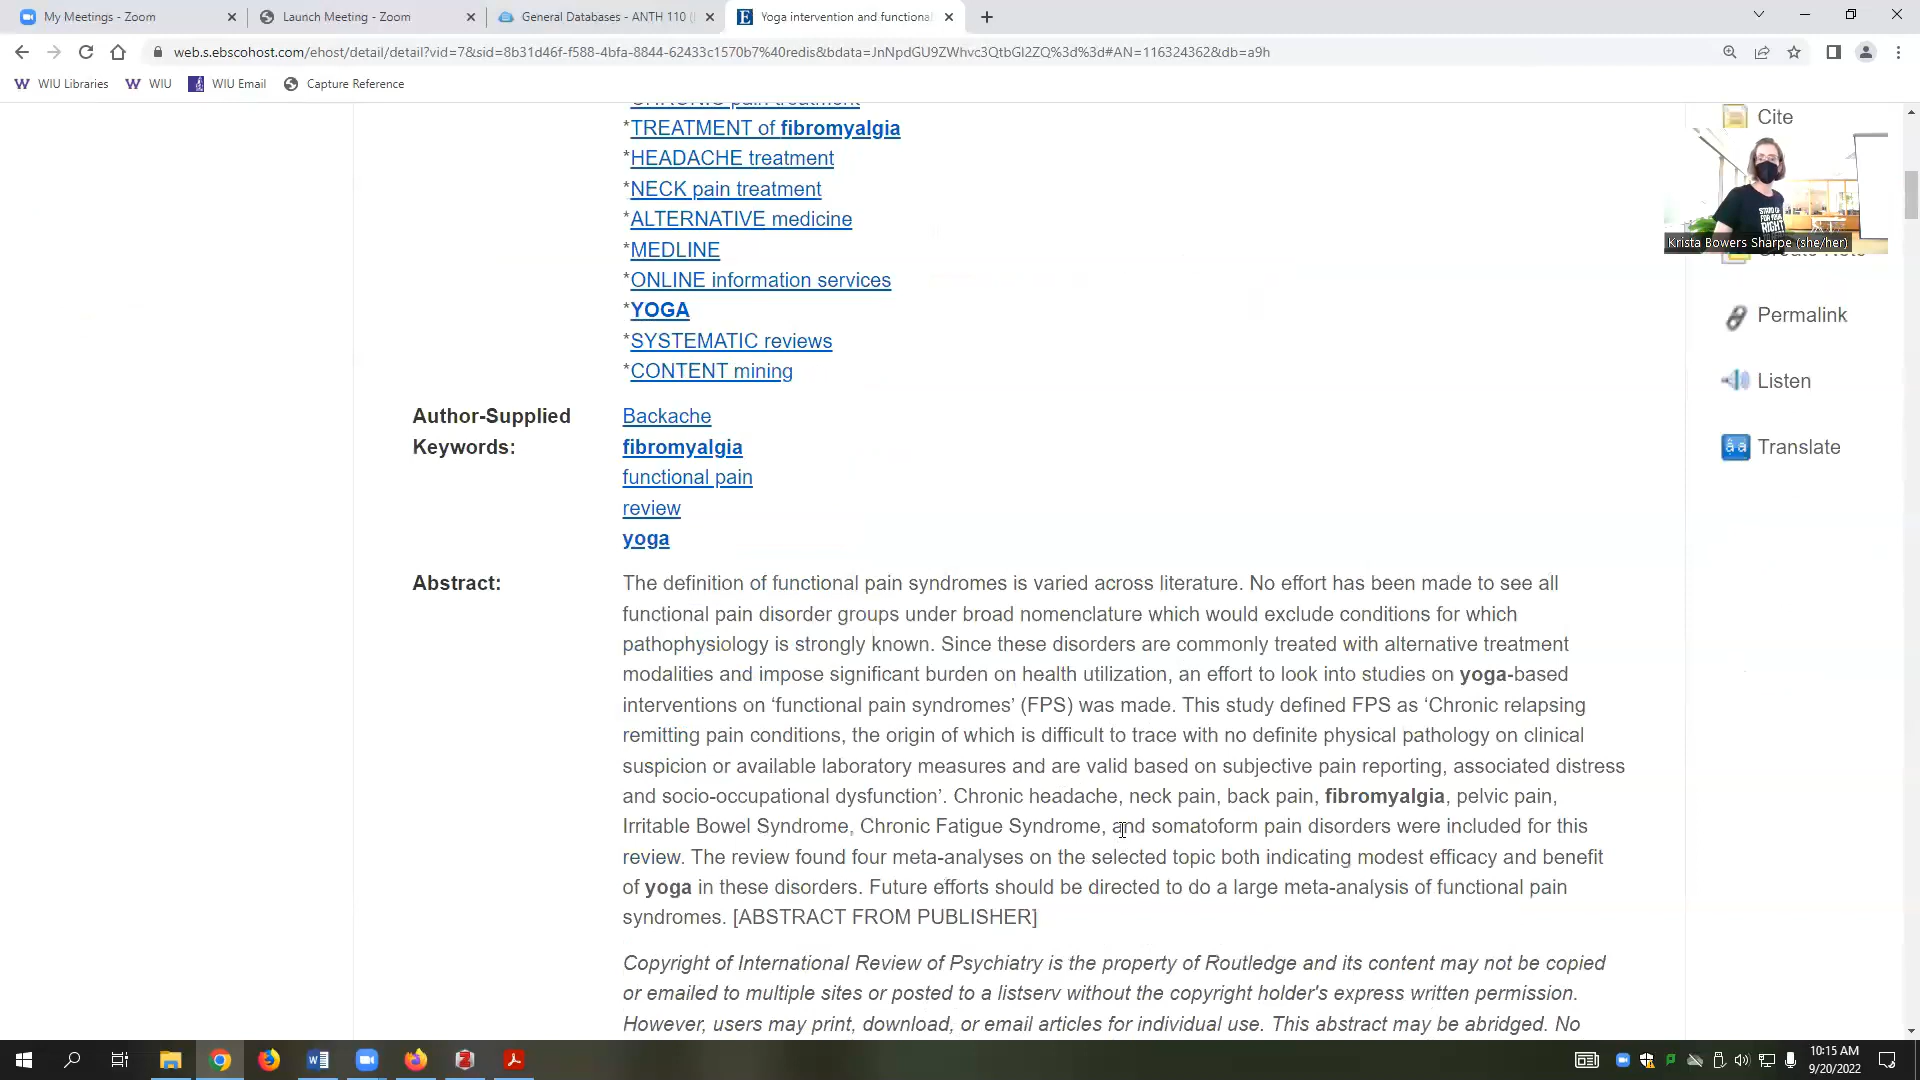 My Meetings - Zoom
Launch Meeting - Zoom
General Databases - ANTH 110 (
Yoga intervention and functional
web.s.ebscohost.com/ehost/detail/detail?vid=7&sid=8b31d46f-f588-4bfa-8844-62433c1570b7%40redis&bdata=JnNpdGU9ZWhvc3QtbGl2ZQ%3d%3d#AN=116324362&db=a9h
WIU Libraries
WIU
WIU Email
Capture Reference
*CHRONIC pain treatment
*TREATMENT of fibromyalgia
*HEADACHE treatment
*NECK pain treatment
*ALTERNATIVE medicine
*MEDLINE
*ONLINE information services
*YOGA
*SYSTEMATIC reviews
*CONTENT mining
Author-Supplied
Keywords:
Backache
fibromyalgia
functional pain
review
yoga
Abstract:
The definition of functional pain syndromes is varied across literature. No effort has been made to see all
functional pain disorder groups under broad nomenclature which would exclude conditions for which
pathophysiology is strongly known. Since these disorders are commonly treated with alternative treatment
modalities and impose significant burden on health utilization, an effort to look into studies on yoga-based
interventions on ‘functional pain syndromes’ (FPS) was made. This study defined FPS as ‘Chronic relapsing
remitting pain conditions, the origin of which is difficult to trace with no definite physical pathology on clinical
suspicion or available laboratory measures and are valid based on subjective pain reporting, associated distress
and socio-occupational dysfunction’. Chronic headache, neck pain, back pain, fibromyalgia, pelvic pain,
Irritable Bowel Syndrome, Chronic Fatigue Syndrome, and somatoform pain disorders were included for this
review. The review found four meta-analyses on the selected topic both indicating modest efficacy and benefit
of yoga in these disorders. Future efforts should be directed to do a large meta-analysis of functional pain
syndromes. [ABSTRACT FROM PUBLISHER]
Copyright of International Review of Psychiatry is the property of Routledge and its content may not be copied
or emailed to multiple sites or posted to a listserv without the copyright holder's express written permission.
However, users may print, download, or email articles for individual use. This abstract may be abridged. No
Cite
STAND UP
FOR YOUR
RIGHT
Krista Bowers Sharpe (she/her)
Create Note
Permalink
Listen
Translate
10:15 AM
9/20/2022